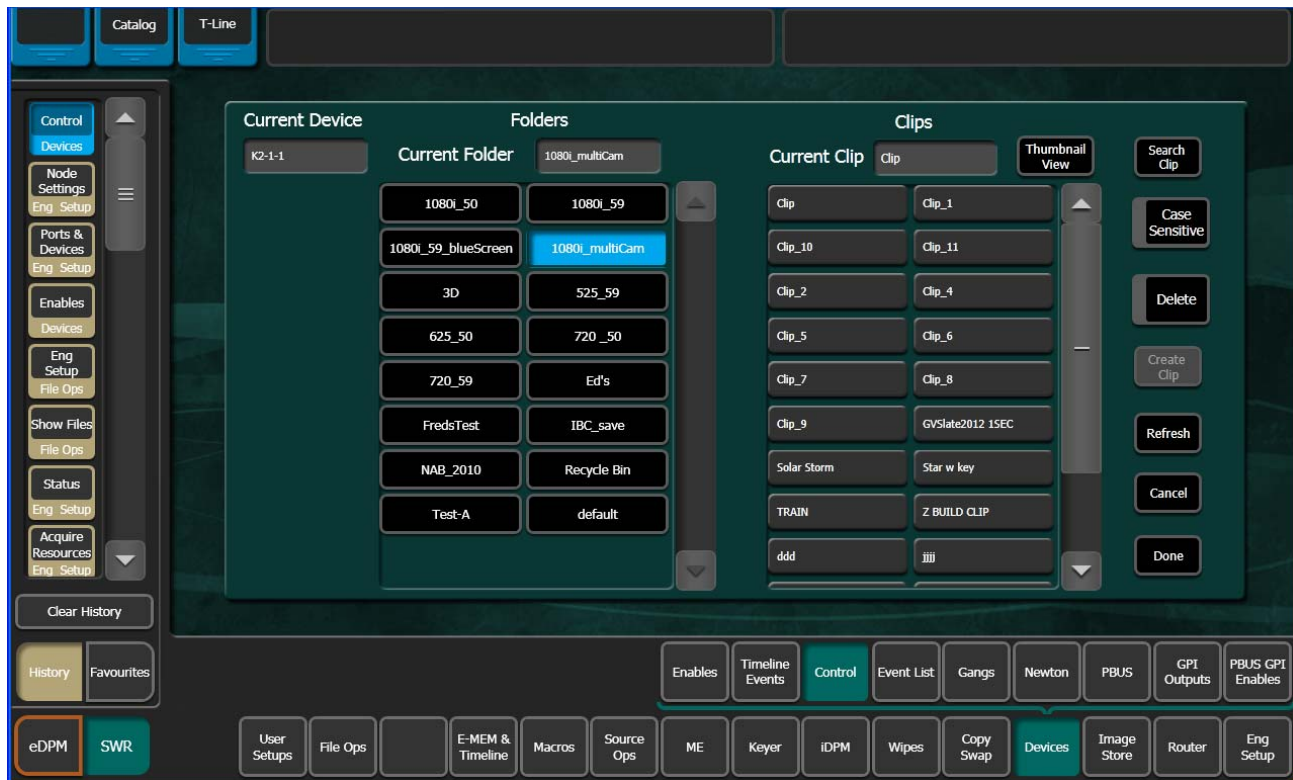 Catalog
T-Line
Control
Devices
Node
Settings
Eng Setup
Ports &
Devices
Eng Setup
Enables
Devices
Eng
Setup
File Ops
Show Files
File Ops
Status
Eng Setup
Acquire
Resources
Eng Setup
Clear History
History
Favourites
eDPM
SWR
Current Device
K2-1-1
Folders
Current Folder
1080i_multiCam
1080i_50
1080i_59
1080i_59_blueScreen
1080i_multiCam
3D
525_59
625_50
720 _50
720_59
Ed's
FredsTest
IBC_save
NAB_2010
Recycle Bin
Test-A
default
Clips
Current Clip
Clip
Thumbnail
View
Clip
Clip_1
Clip_10
Clip_11
Clip_2
Clip_4
Clip_5
Clip_6
Clip_7
Clip_8
Clip_9
GVSlate2012 1SEC
Solar Storm
Star w key
TRAIN
Z BUILD CLIP
ddd
jjjj
Search
Clip
Case
Sensitive
Delete
Create
Clip
Refresh
Cancel
Done
Enables
Timeline
Events
Control
Event List
Gangs
Newton
PBUS
GPI
Outputs
PBUS GPI
Enables
User
Setups
File Ops
E-MEM &
Timeline
Macros
Source
Ops
ME
Keyer
iDPM
Wipes
Copy
Swap
Devices
Image
Store
Router
Eng
Setup